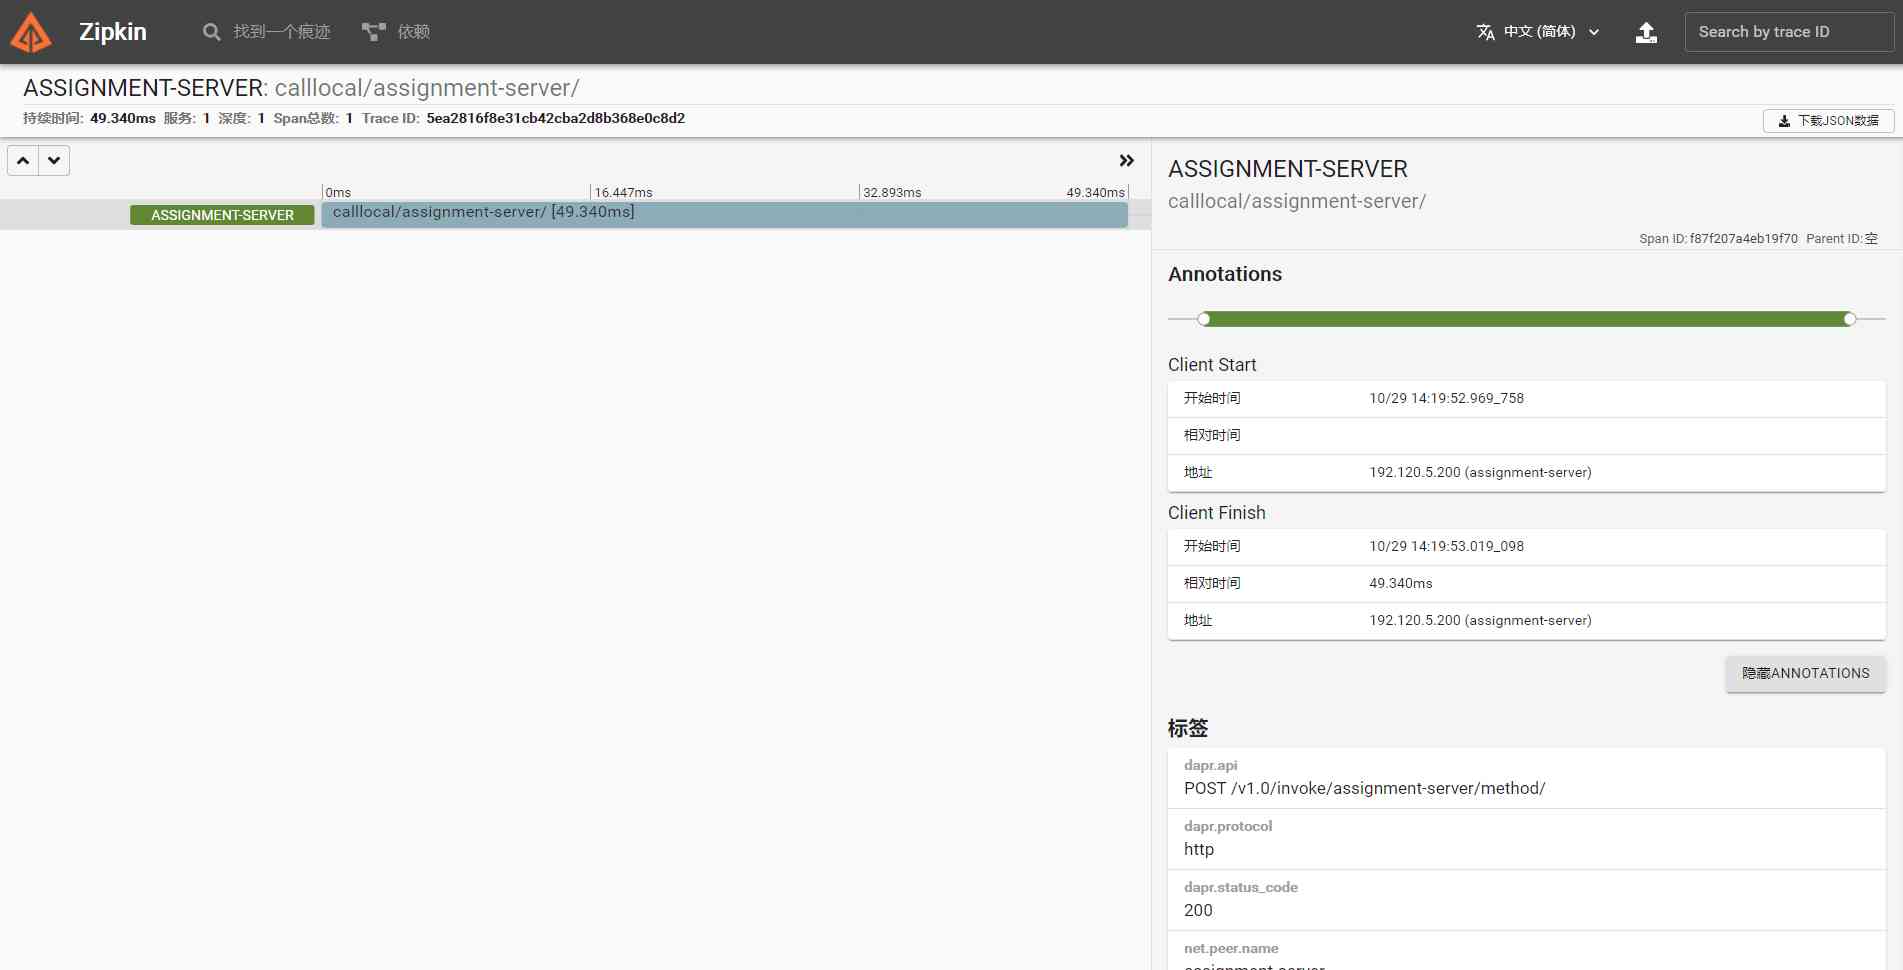 Zipkin 找到一个痕迹 依赖 中文 (简体) Search by trace ID
ASSIGNMENT-SERVER: calllocal/assignment-server/
持续时间: 49.340ms 服务: 1 深度: 1 Span总数: 1 Trace ID: 5ea2816f8e31cb42cba2d8b368e0c8d2
下载JSON数据
0ms 16.447ms 32.893ms 49.340ms
ASSIGNMENT-SERVER calllocal/assignment-server/ [49.340ms]
ASSIGNMENT-SERVER
calllocal/assignment-server/
Span ID: f87f207a4eb19f70 Parent ID: 空
Annotations
Client Start
开始时间 10/29 14:19:52.969_758
相对时间
地址 192.120.5.200 (assignment-server)
Client Finish
开始时间 10/29 14:19:53.019_098
相对时间 49.340ms
地址 192.120.5.200 (assignment-server)
隐藏ANNOTATIONS
标签
dapr.api
POST /v1.0/invoke/assignment-server/method/
dapr.protocol
http
dapr.status_code
200
net.peer.name
assignment-server